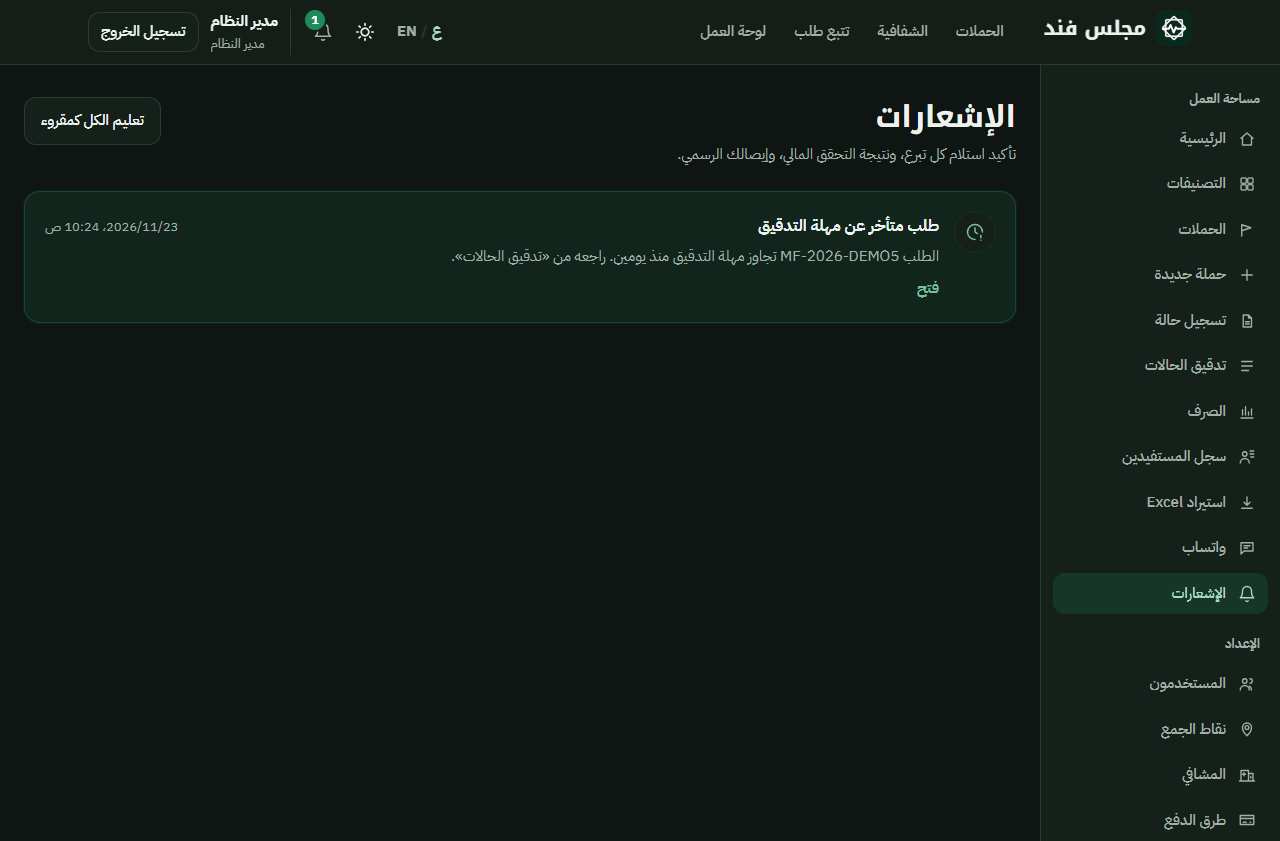 مجلس فند
الحملات
الشفافية
تتبع طلب
لوحة العمل
ع / EN
1
مدير النظام
مدير النظام
تسجيل الخروج
مساحة العمل
الرئيسية
التصنيفات
الحملات
حملة جديدة
تسجيل حالة
تدقيق الحالات
الصرف
سجل المستفيدين
استيراد Excel
واتساب
الإشعارات
الإعداد
المستخدمون
نقاط الجمع
المشافي
طرق الدفع
الإشعارات
تأكيد استلام كل تبرع، ونتيجة التحقق المالي، وإيصالك الرسمي.
تعليم الكل كمقروء
طلب متأخر عن مهلة التدقيق
2026/11/23، 10:24 ص
الطلب MF-2026-DEMO5 تجاوز مهلة التدقيق منذ يومين. راجعه من «تدقيق الحالات».
فتح